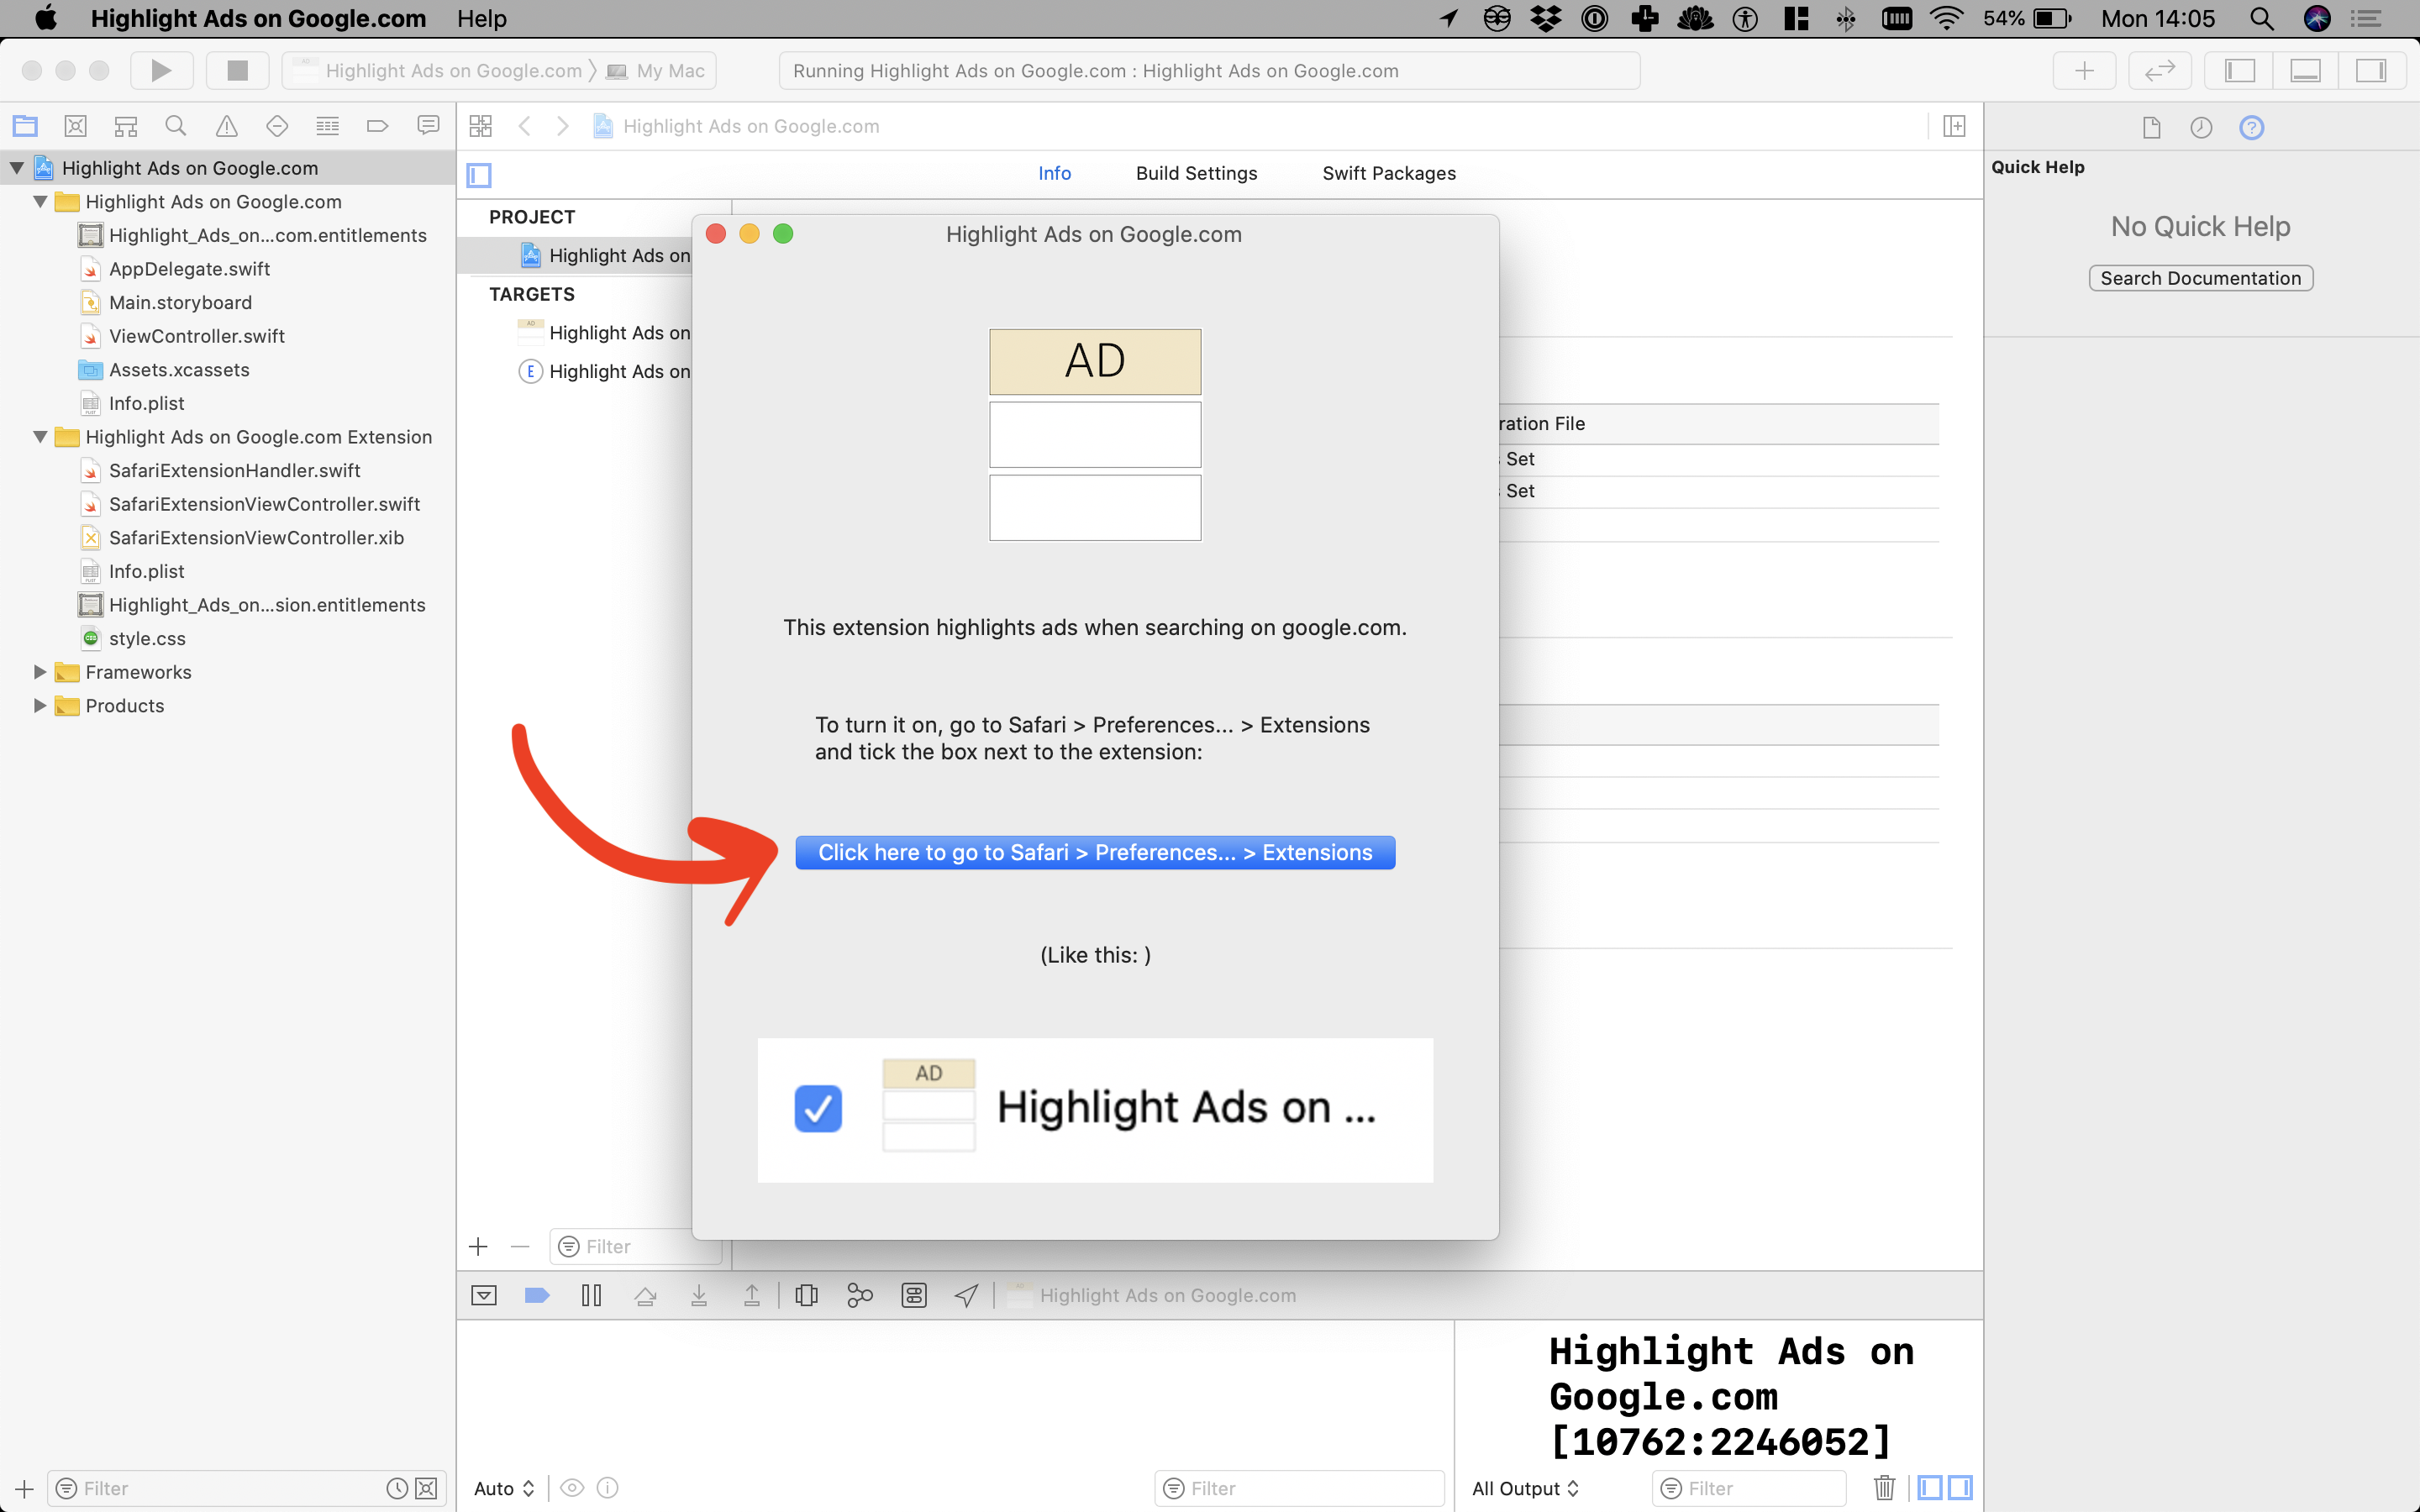 Highlight Ads on Google.com Help 54% Mon 14:05
Highlight Ads on Google.com My Mac
Running Highlight Ads on Google.com : Highlight Ads on Google.com
Highlight Ads on Google.com
Info Build Settings Swift Packages
Highlight Ads on Google.com
Highlight Ads on Google.com
Highlight_Ads_on...com.entitlements
AppDelegate.swift
Main.storyboard
ViewController.swift
Assets.xcassets
Info.plist
Highlight Ads on Google.com Extension
SafariExtensionHandler.swift
SafariExtensionViewController.swift
SafariExtensionViewController.xib
Info.plist
Highlight_Ads_on...sion.entitlements
style.css
Frameworks
Products
PROJECT
Highlight Ads on
TARGETS
Highlight Ads on
E Highlight Ads on
Highlight Ads on Google.com
AD
This extension highlights ads when searching on google.com.
To turn it on, go to Safari > Preferences... > Extensions
and tick the box next to the extension:
Click here to go to Safari > Preferences... > Extensions
(Like this: )
AD
Highlight Ads on ...
ration File
Set
Set
Quick Help
No Quick Help
Search Documentation
Filter
Highlight Ads on Google.com
Highlight Ads on
Google.com
[10762:2246052]
Filter
Auto
Filter
All Output
Filter